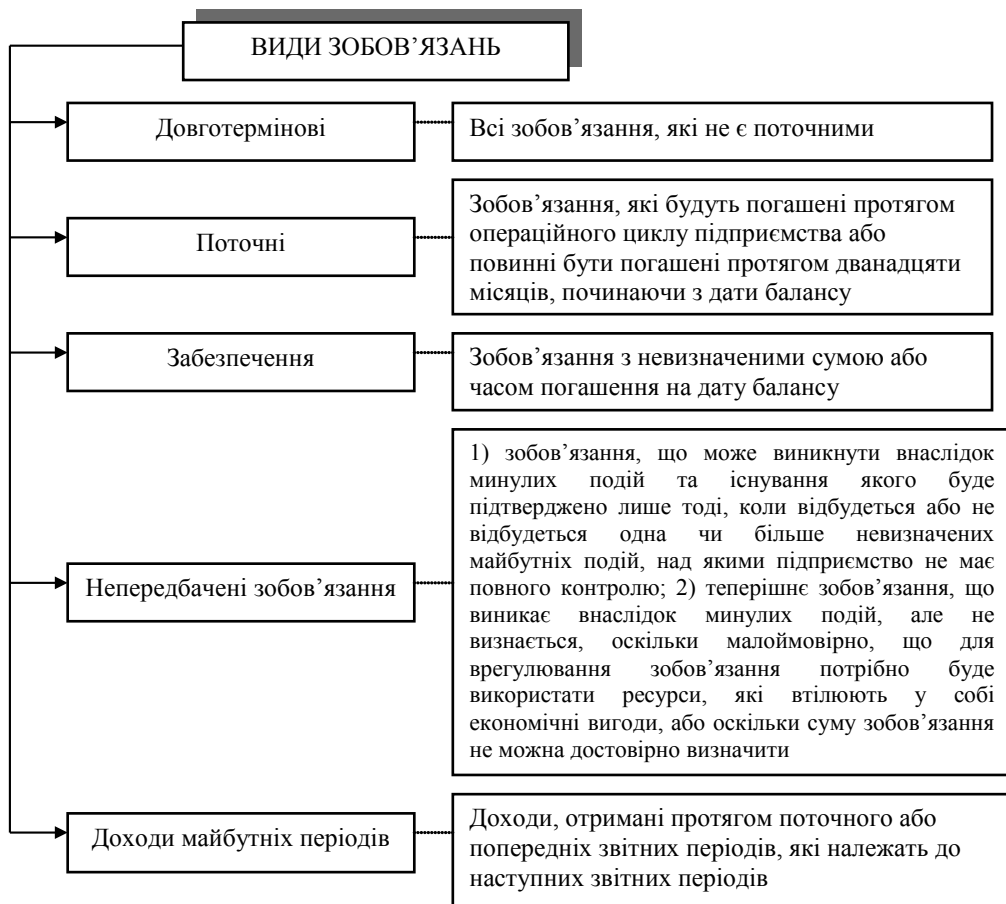 ВИДИ ЗОБОВ’ЯЗАНЬ
Довготермінові
Всі зобов’язання, які не є поточними
Поточні
Зобов’язання, які будуть погашені протягом
операційного циклу підприємства або
повинні бути погашені протягом дванадцяти
місяців, починаючи з дати балансу
Забезпечення
Зобов’язання з невизначеними сумою або
часом погашення на дату балансу
Непередбачені зобов’язання
1) зобов’язання, що може виникнути внаслідок
минулих подій та існування якого буде
підтверджено лише тоді, коли відбудеться або не
відбудеться одна чи більше невизначених
майбутніх подій, над якими підприємство не має
повного контролю; 2) теперішнє зобов’язання, що
виникає внаслідок минулих подій, але не
визнається, оскільки малоймовірно, що для
врегулювання зобов’язання потрібно буде
використати ресурси, які втілюють у собі
економічні вигоди, або оскільки суму зобов’язання
не можна достовірно визначити
Доходи майбутніх періодів
Доходи, отримані протягом поточного або
попередніх звітних періодів, які належать до
наступних звітних періодів